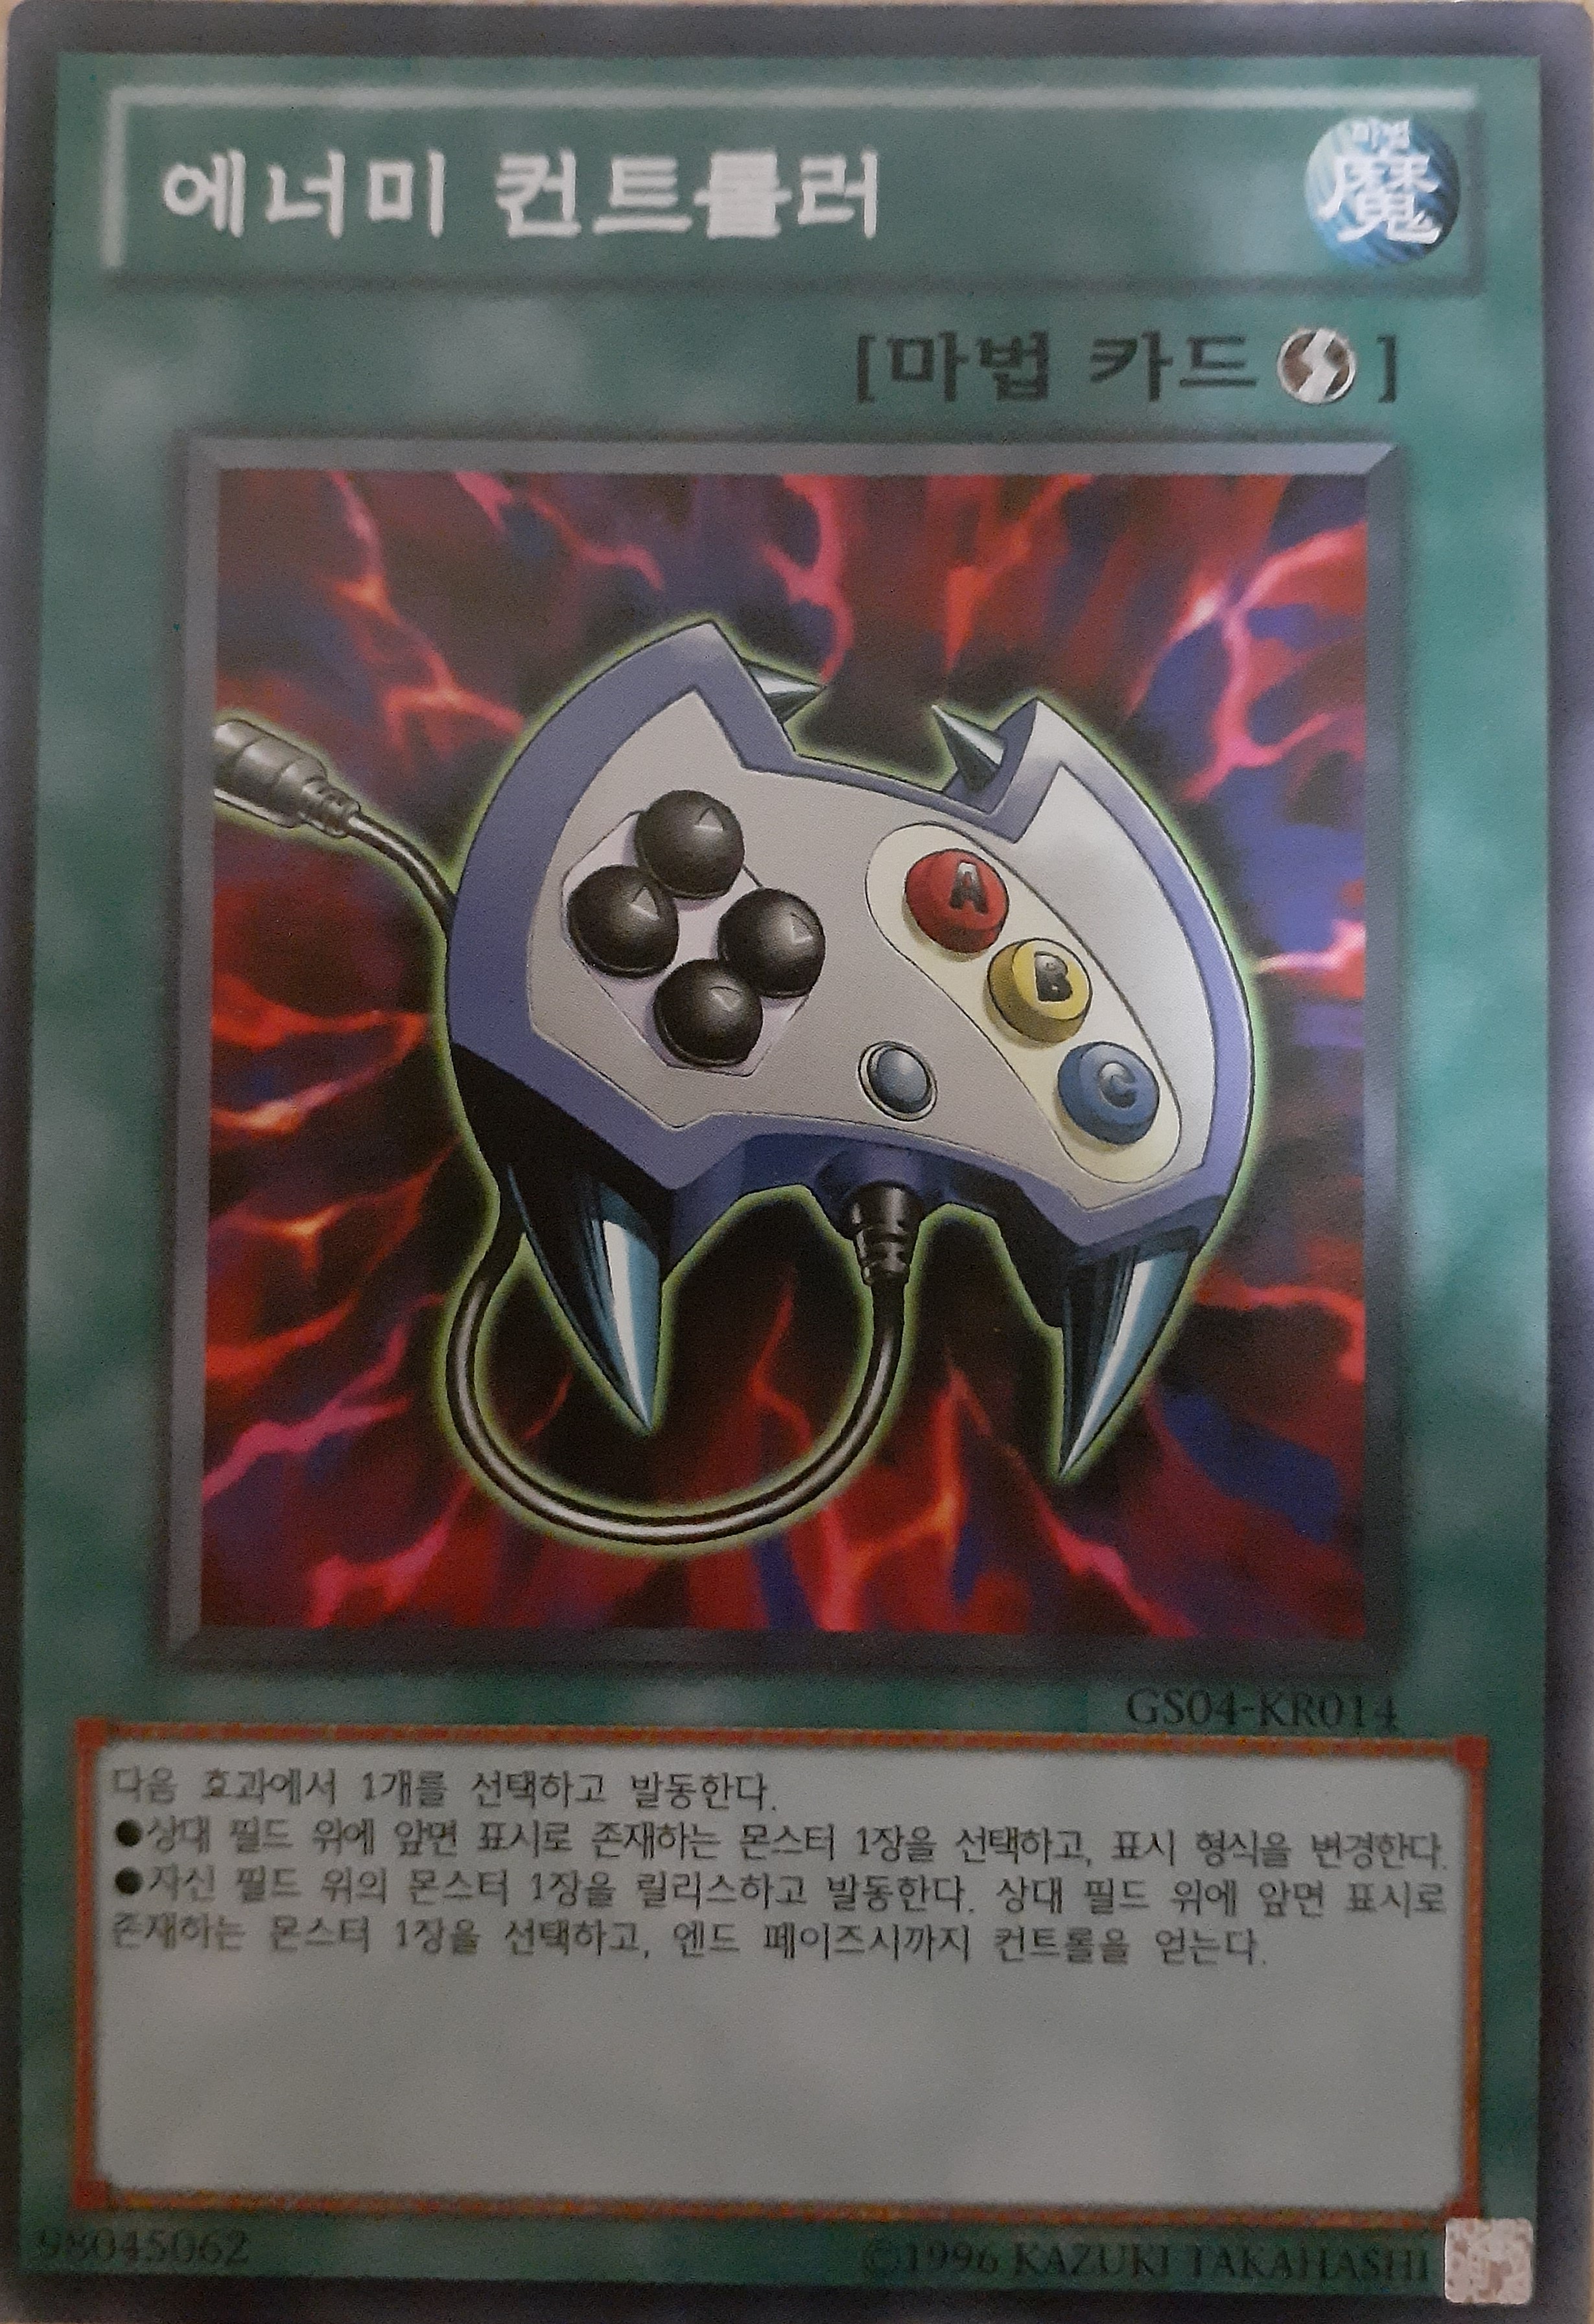 에너미 컨트롤러
마법
魔
[마법 카드]
A
B
C
GS04-KR014
다음 효과에서 1개를 선택하고 발동한다.
●상대 필드 위에 앞면 표시로 존재하는 몬스터 1장을 선택하고, 표시 형식을 변경한다.
●자신 필드 위의 몬스터 1장을 릴리스하고 발동한다. 상대 필드 위에 앞면 표시로
존재하는 몬스터 1장을 선택하고, 엔드 페이즈시까지 컨트롤을 얻는다.
98045062
©1996 KAZUKI TAKAHASHI